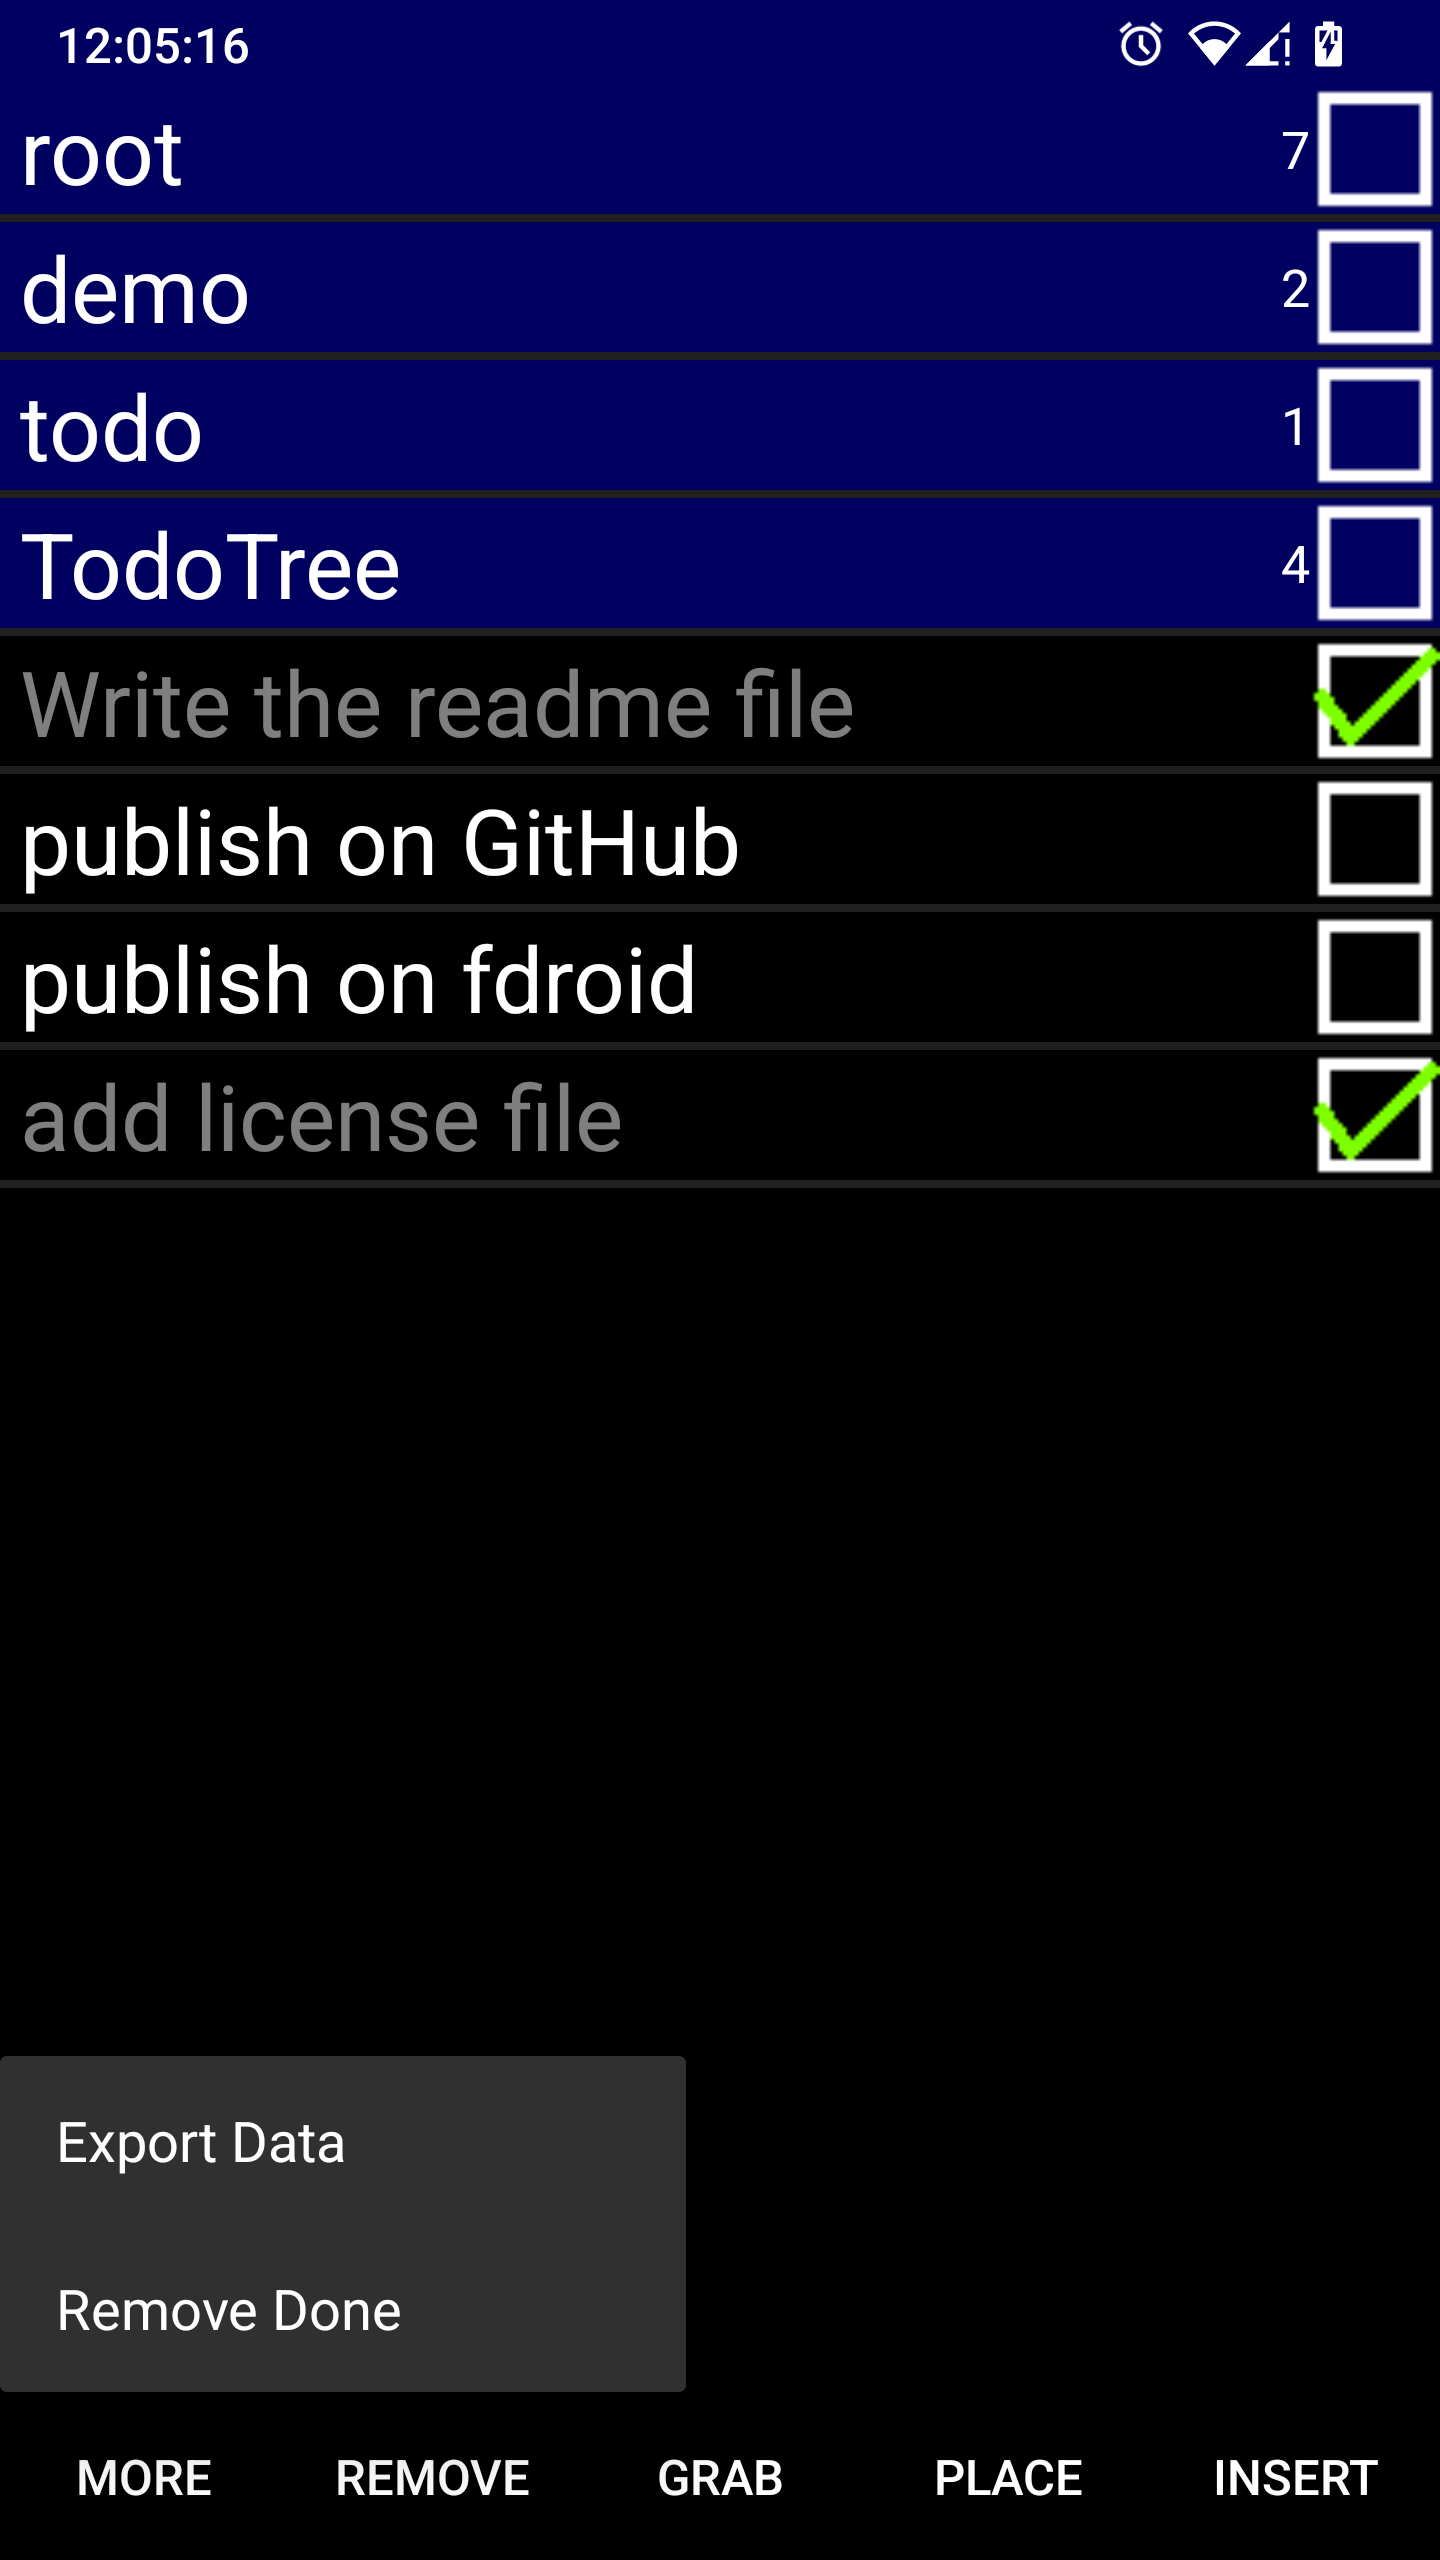 12:05:16
root 7
demo 2
todo 1
TodoTree 4
Write the readme file
publish on GitHub
publish on fdroid
add license file
Export Data
Remove Done
MORE REMOVE GRAB PLACE INSERT